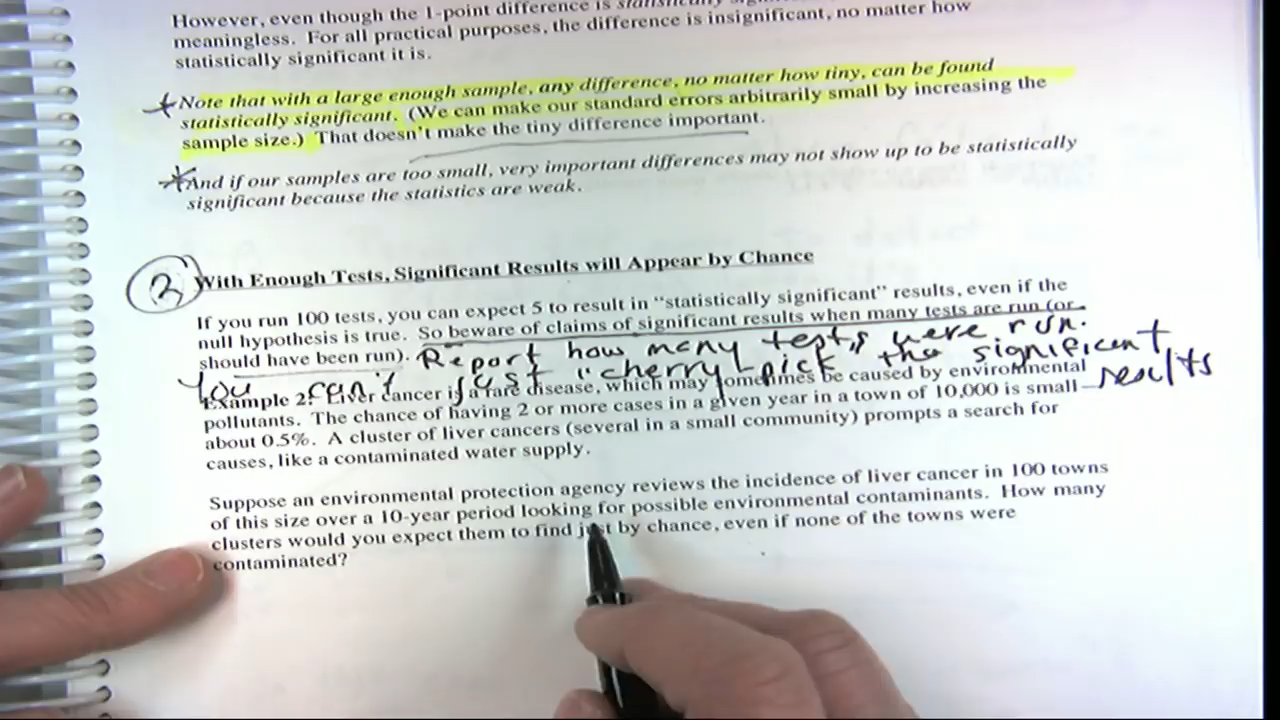 However, even though the 1-point difference is
meaningless. For all practical purposes, the difference is insignificant, no matter how
statistically significant it is.
Note that with a large enough sample, any difference, no matter how tiny, can be found
statistically significant. (We can make our standard errors arbitrarily small by increasing the
sample size.) That doesn't make the tiny difference important.
And if our samples are too small, very important differences may not show up to be statistically
significant because the statistics are weak.
2 With Enough Tests, Significant Results will Appear by Chance
If you run 100 tests, you can expect 5 to result in "statistically significant" results, even if the
null hypothesis is true. So beware of claims of significant results when many tests are run (or
should have been run). Report how many tests were run.
You can't just "cherry-pick the significant results
Example 2: Liver cancer is a rare disease, which may sometimes be caused by environmental
pollutants. The chance of having 2 or more cases in a given year in a town of 10,000 is small
about 0.5%. A cluster of liver cancers (several in a small community) prompts a search for
causes, like a contaminated water supply.
Suppose an environmental protection agency reviews the incidence of liver cancer in 100 towns
of this size over a 10-year period looking for possible environmental contaminants. How many
clusters would you expect them to find just by chance, even if none of the towns were
contaminated?